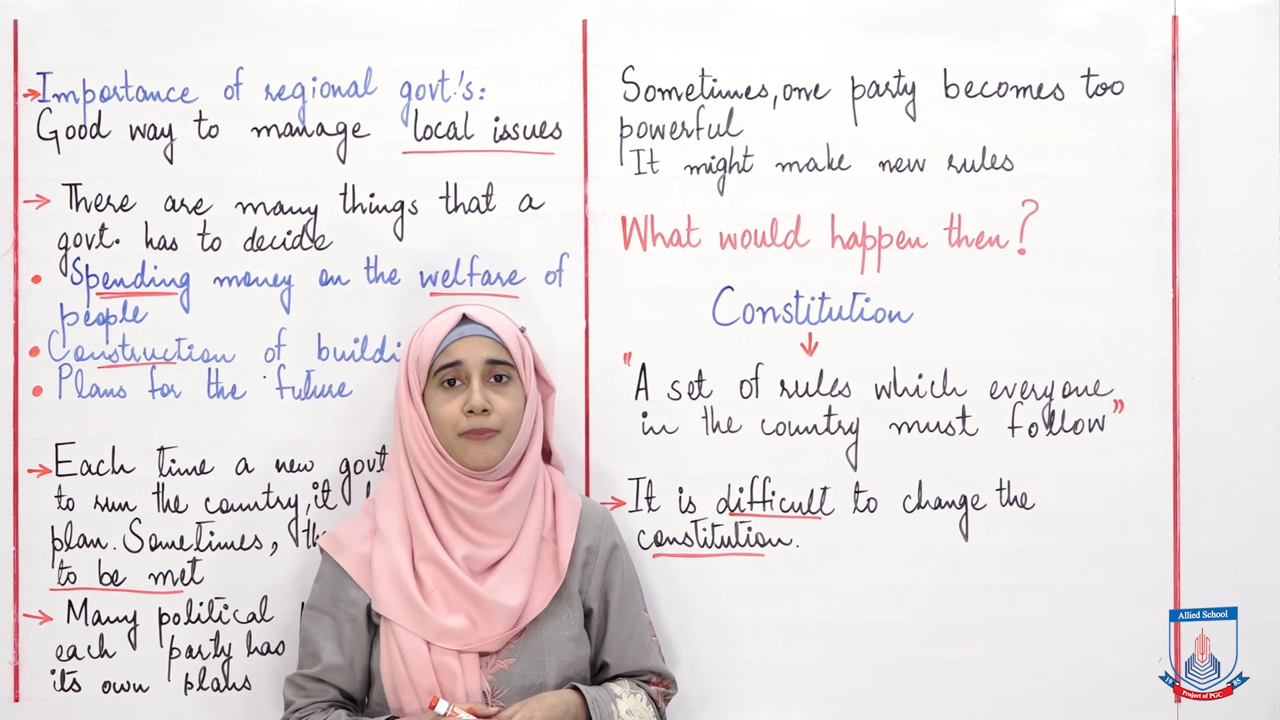 Importance of regional govt.'s:
Good way to manage local issues
There are many things that a
govt. has to decide
Spending money on the welfare of
people
Construction of buildi
Plans for the future
Each time a new govt
to run the country, it
plan. Sometimes,
to be met
Many political
each party has
its own plans
Sometimes, one party becomes too
powerful
It might make new rules
What would happen then?
Constitution
"A set of rules which everyone
in the country must follow"
It is difficult to change the
constitution.
Allied School
1985
Project of PGC